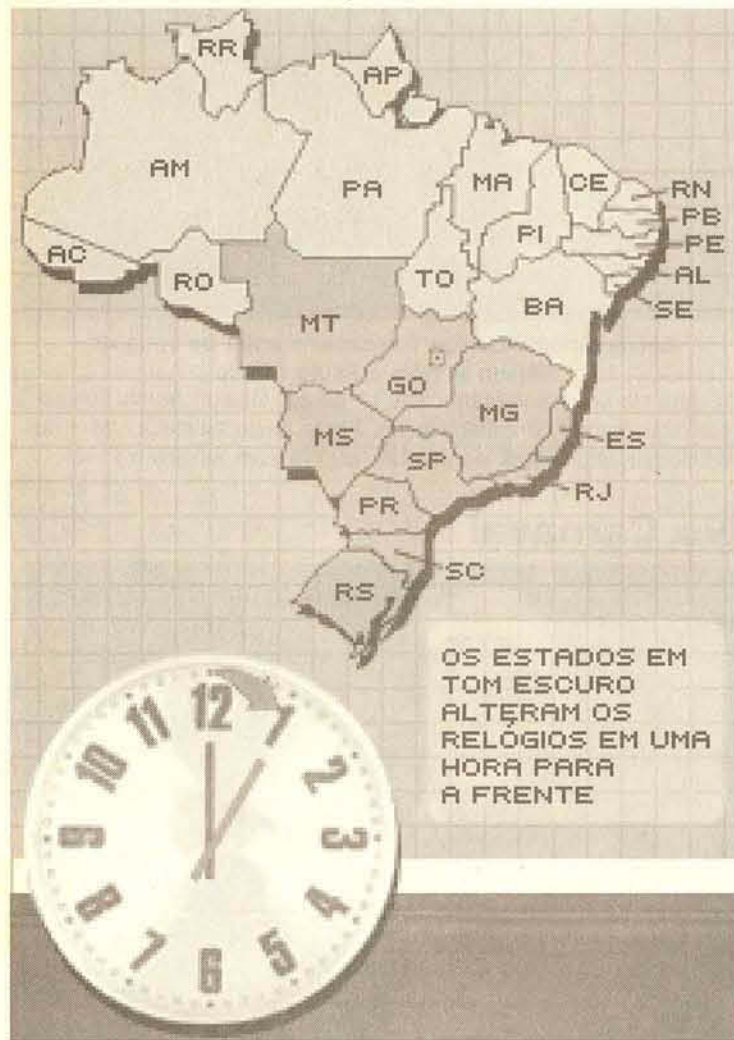 RR
AP
AM
PA
MA
CE
RN
PB
PI
PE
AC
AL
RO
TO
SE
BA
MT
GO
MG
MS
ES
SP
RJ
PR
SC
RS
OS ESTADOS EM
TOM ESCURO
ALTERAM OS
RELÓGIOS EM UMA
HORA PARA
A FRENTE
12
1
2
3
4
5
6
7
8
9
10
11